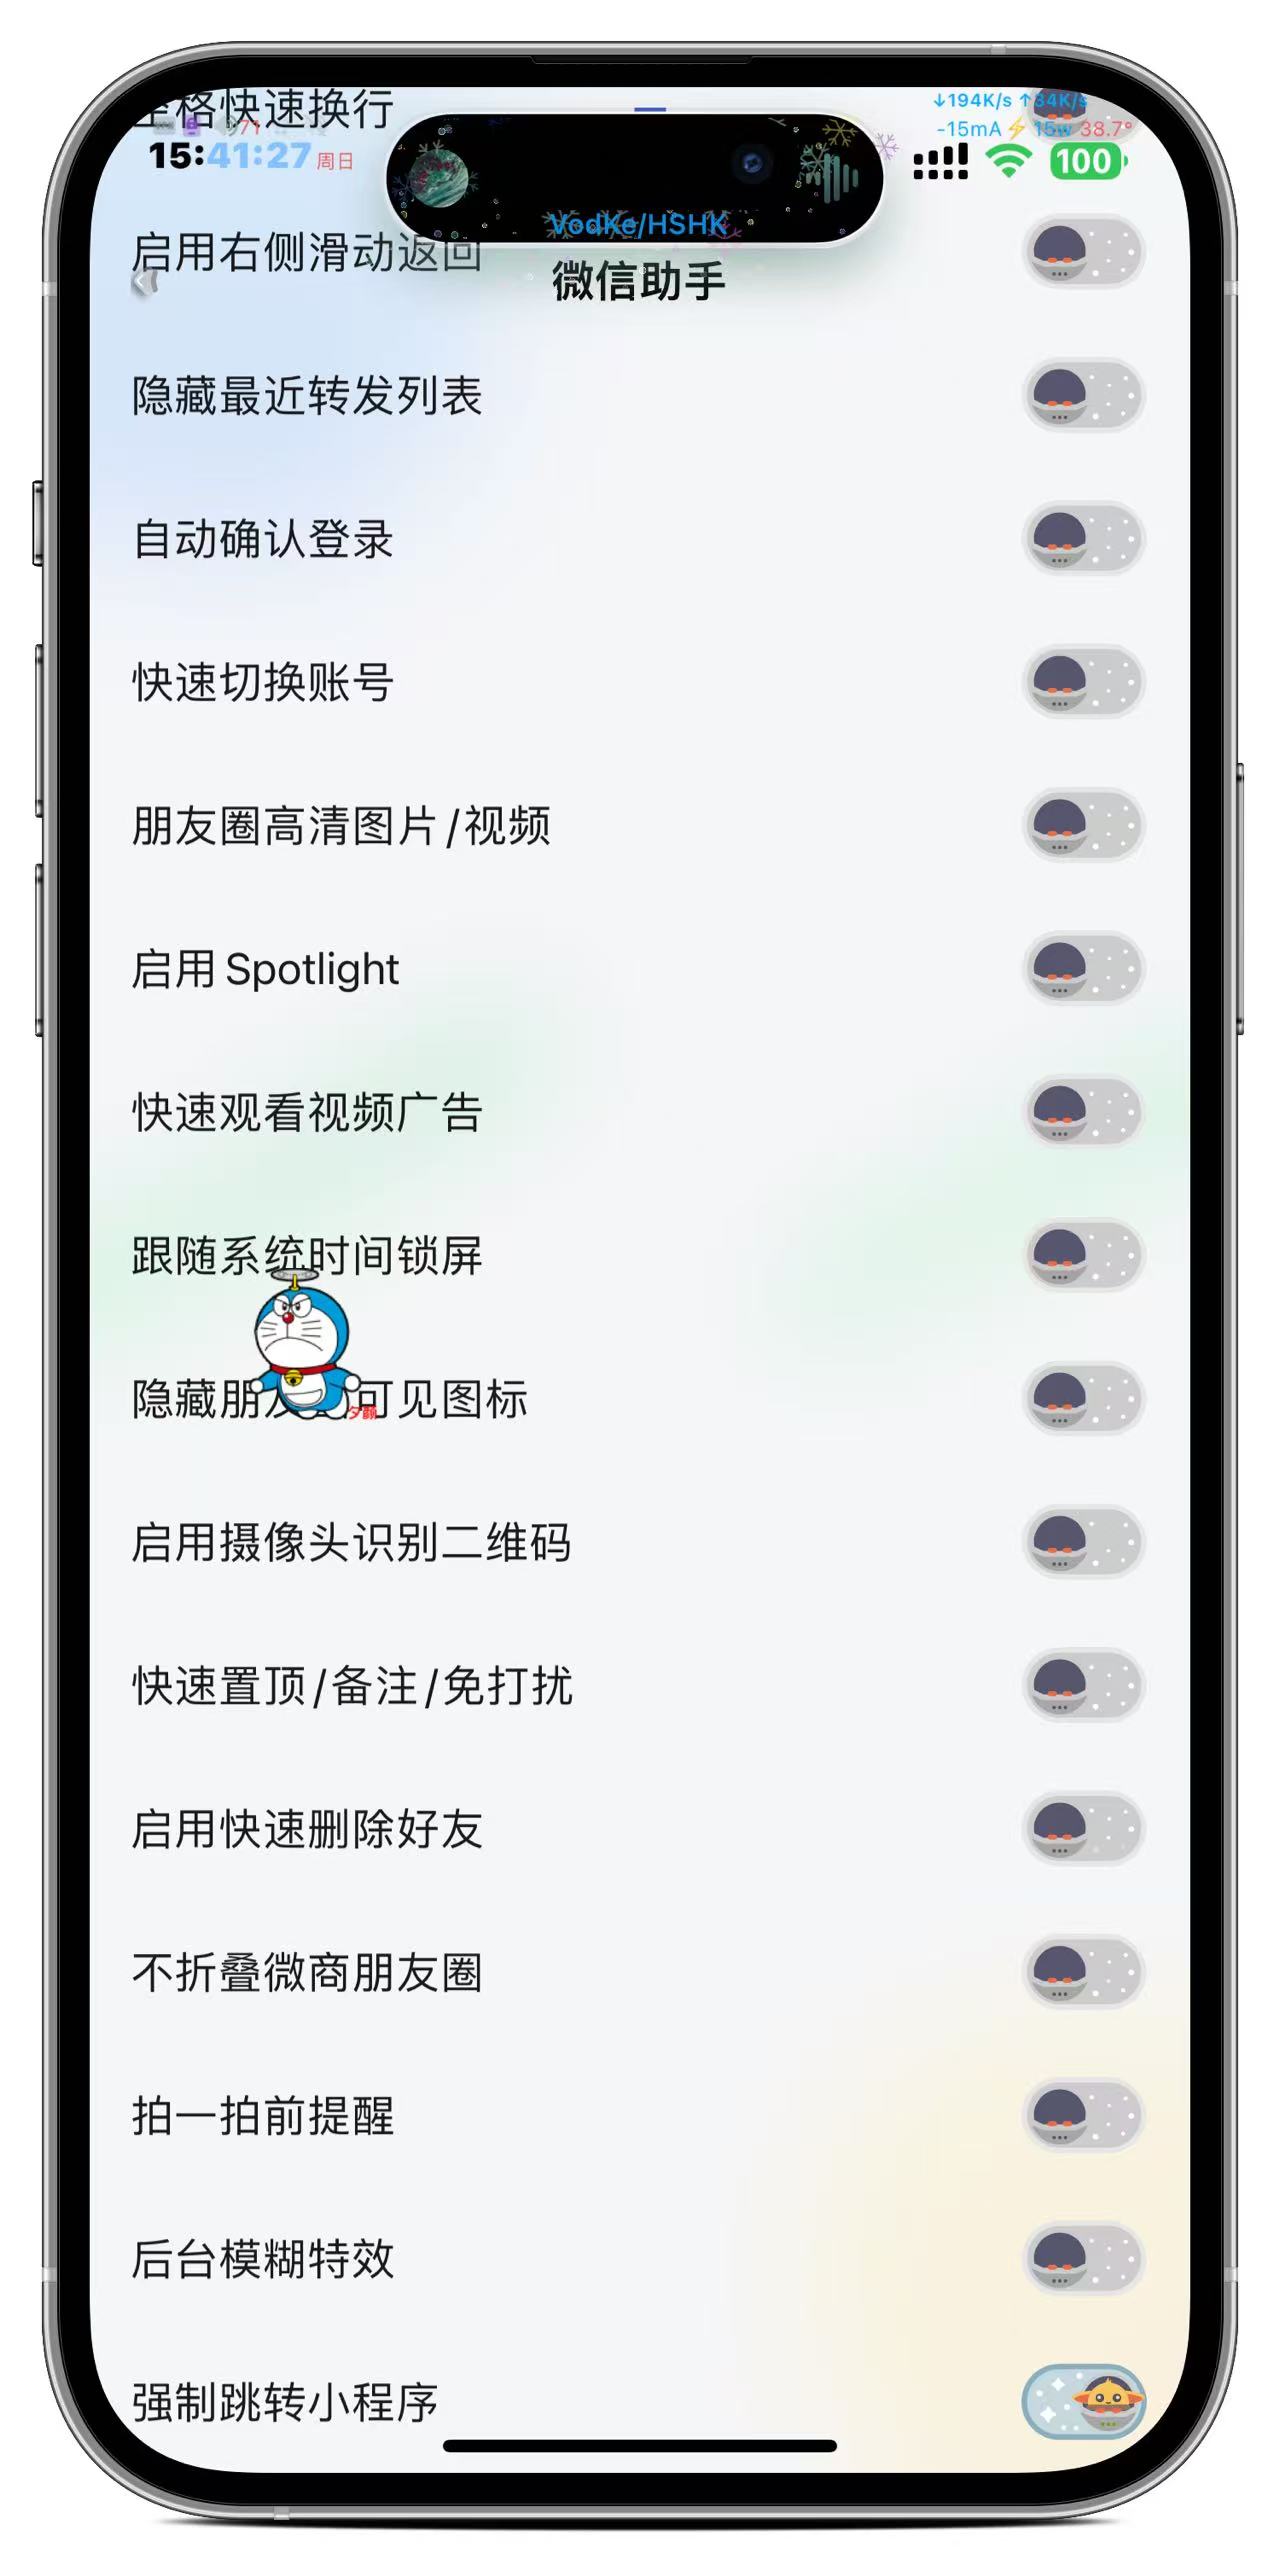 格快速换行
↓194K/s ↑34K/s
71
-15mA⚡15w 38.7°
15:41:27 周日
100
VodKe/HSHK
启用右侧滑动返回
微信助手
隐藏最近转发列表
自动确认登录
快速切换账号
朋友圈高清图片/视频
启用 Spotlight
快速观看视频广告
跟随系统时间锁屏
隐藏朋可见图标
夕颜
启用摄像头识别二维码
快速置顶/备注/免打扰
启用快速删除好友
不折叠微商朋友圈
拍一拍前提醒
后台模糊特效
强制跳转小程序